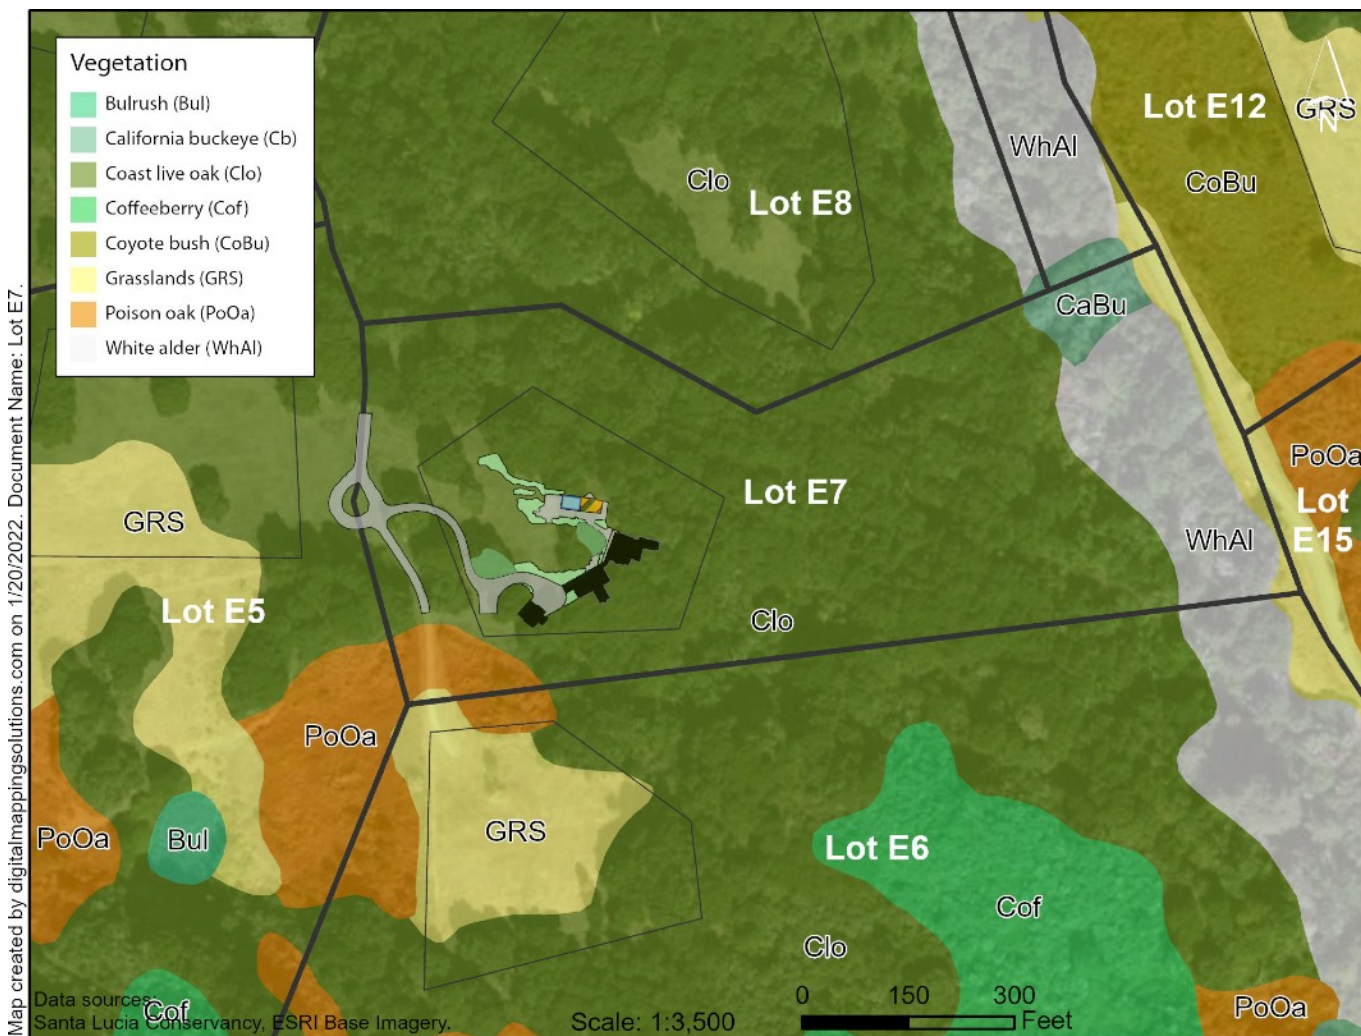 Vegetation
Bulrush (Bul)
California buckeye (Cb)
Coast live oak (Clo)
Coffeeberry (Cof)
Coyote bush (CoBu)
Grasslands (GRS)
Poison oak (PoOa)
White alder (WhAl)
Lot E12
GRS
N
WhAl
Clo
CoBu
Lot E8
CaBu
PoOa
Lot E7
Lot
E15
GRS
WhAl
Lot E5
Clo
PoOa
PoOa
Bul
GRS
Lot E6
Cof
Clo
Cof
PoOa
Data sources:
Santa Lucia Conservancy, ESRI Base Imagery.
Scale: 1:3,500
0 150 300
Feet
Map created by digitalmappingsolutions.com on 1/20/2022. Document Name: Lot E7.